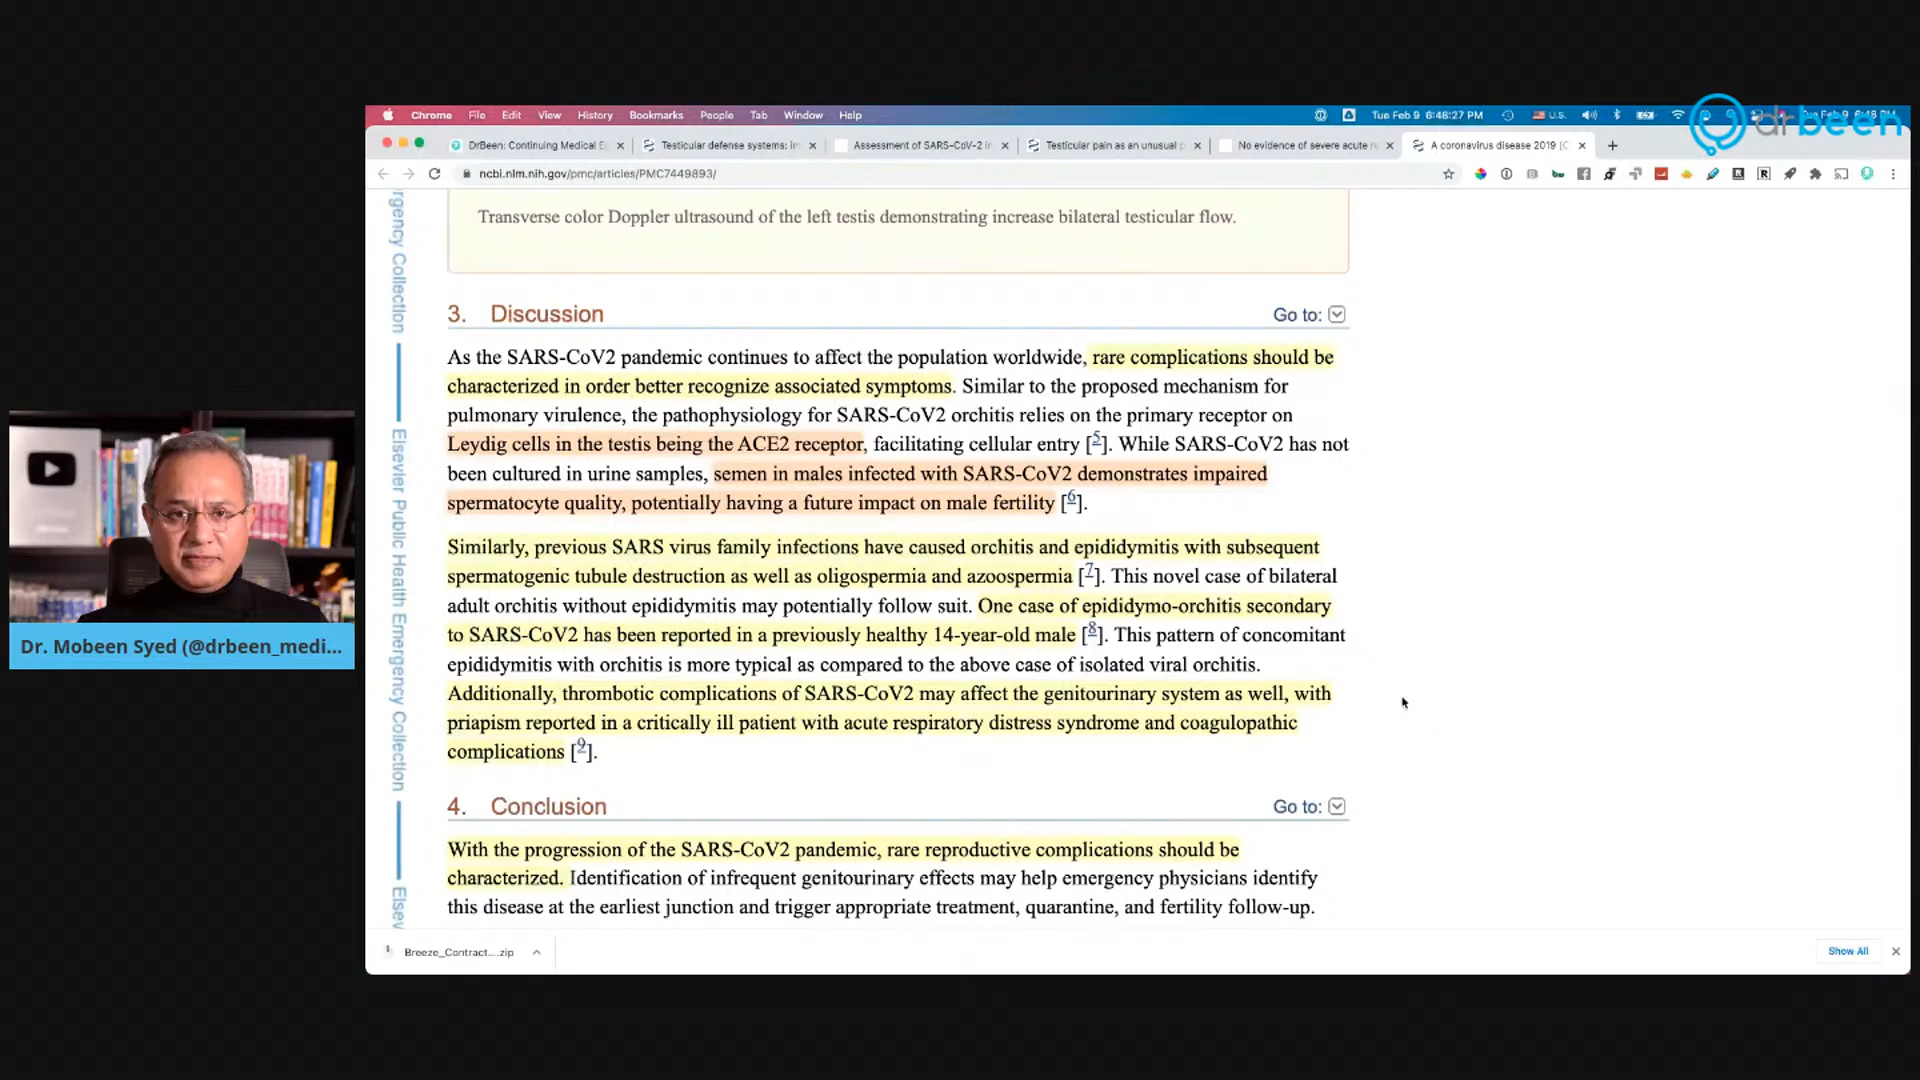 drbeen
Chrome File Edit View History Bookmarks People Tab Window Help
U.S. Tue Feb 9 6:48:27 PM
DrBeen: Continuing Medical E
Testicular defense systems: in
Assessment of SARS-CoV-2 in
Testicular pain as an unusual p
No evidence of severe acute re
A coronavirus disease 2019 (C
ncbi.nlm.nih.gov/pmc/articles/PMC7449893/
Transverse color Doppler ultrasound of the left testis demonstrating increase bilateral testicular flow.
3. Discussion
Go to:
As the SARS-CoV2 pandemic continues to affect the population worldwide, rare complications should be
characterized in order better recognize associated symptoms. Similar to the proposed mechanism for
pulmonary virulence, the pathophysiology for SARS-CoV2 orchitis relies on the primary receptor on
Leydig cells in the testis being the ACE2 receptor, facilitating cellular entry [5]. While SARS-CoV2 has not
been cultured in urine samples, semen in males infected with SARS-CoV2 demonstrates impaired
spermatocyte quality, potentially having a future impact on male fertility [6].
Similarly, previous SARS virus family infections have caused orchitis and epididymitis with subsequent
spermatogenic tubule destruction as well as oligospermia and azoospermia [7]. This novel case of bilateral
adult orchitis without epididymitis may potentially follow suit. One case of epididymo-orchitis secondary
to SARS-CoV2 has been reported in a previously healthy 14-year-old male [8]. This pattern of concomitant
epididymitis with orchitis is more typical as compared to the above case of isolated viral orchitis.
Additionally, thrombotic complications of SARS-CoV2 may affect the genitourinary system as well, with
priapism reported in a critically ill patient with acute respiratory distress syndrome and coagulopathic
complications [9].
4. Conclusion
Go to:
With the progression of the SARS-CoV2 pandemic, rare reproductive complications should be
characterized. Identification of infrequent genitourinary effects may help emergency physicians identify
this disease at the earliest junction and trigger appropriate treatment, quarantine, and fertility follow-up.
rgency Collection
Elsevier Public Health Emergency Collection
Elsev
Dr. Mobeen Syed (@drbeen_medi...
Breeze_Contract....zip
Show All